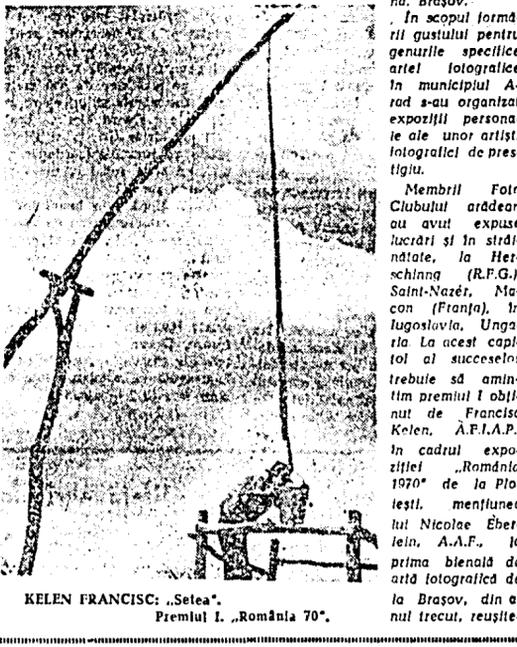 na, Brașov.
În scopul formă-
rii gustului pentru
genurile specifice
artei fotografice
în municipiul A-
rad s-au organizat
expoziții persona-
le ale unor artiști
fotografici de pres-
tigiu.
Membrii Foto
Clubului arădean
au avut expuse
lucrări și în străi-
nătate, la Her-
schinng (R.F.G.)
Saint-Nazér, Ma-
con (Franța), în
Iugoslavia, Unga-
ria. La acest capi-
tol al succeselor
trebuie să amin-
tim premiul I obți-
nut de Francisc
Kelen, A.F.I.A.P.
în cadrul expo-
ziției „România
1970" de la Plo-
iești, mențiunea
lui Nicolae Éber-
lein, A.A.F., la
prima bienală de
artă fotografică de
la Brașov, din a-
nul trecut, reușite-
KELEN FRANCISC: „Setea".
Premiul I. „România 70".